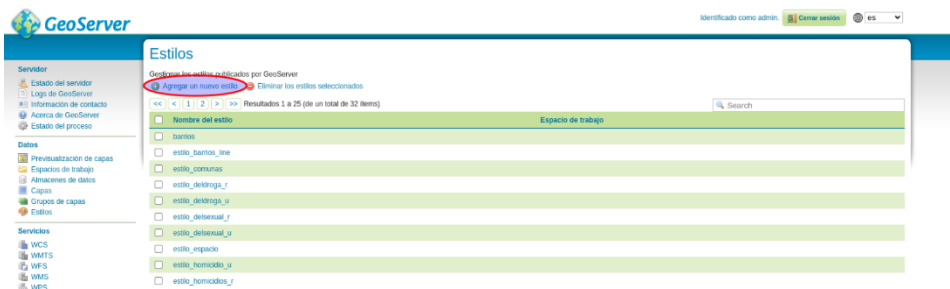 GeoServer
Identificado como admin. Cerrar sesión es
Servidor
Estado del servidor
Logs de GeoServer
Información de contacto
Acerca de GeoServer
Estado del proceso
Datos
Previsualización de capas
Espacios de trabajo
Almacenes de datos
Capas
Grupos de capas
Estilos
Servicios
WCS
WMTS
WFS
WMS
WPS
Estilos
Gestionar los estilos publicados por GeoServer
Agregar un nuevo estilo Eliminar los estilos seleccionados
<< < 1 2 > >> Resultados 1 a 25 (de un total de 32 ítems) Search
Nombre del estilo Espacio de trabajo
barrios
estilo_barrios_line
estilo_comunas
estilo_deldroga_r
estilo_deldroga_u
estilo_delsexual_r
estilo_delsexual_u
estilo_espacio
estilo_homicidio_u
estilo_homicidios_r